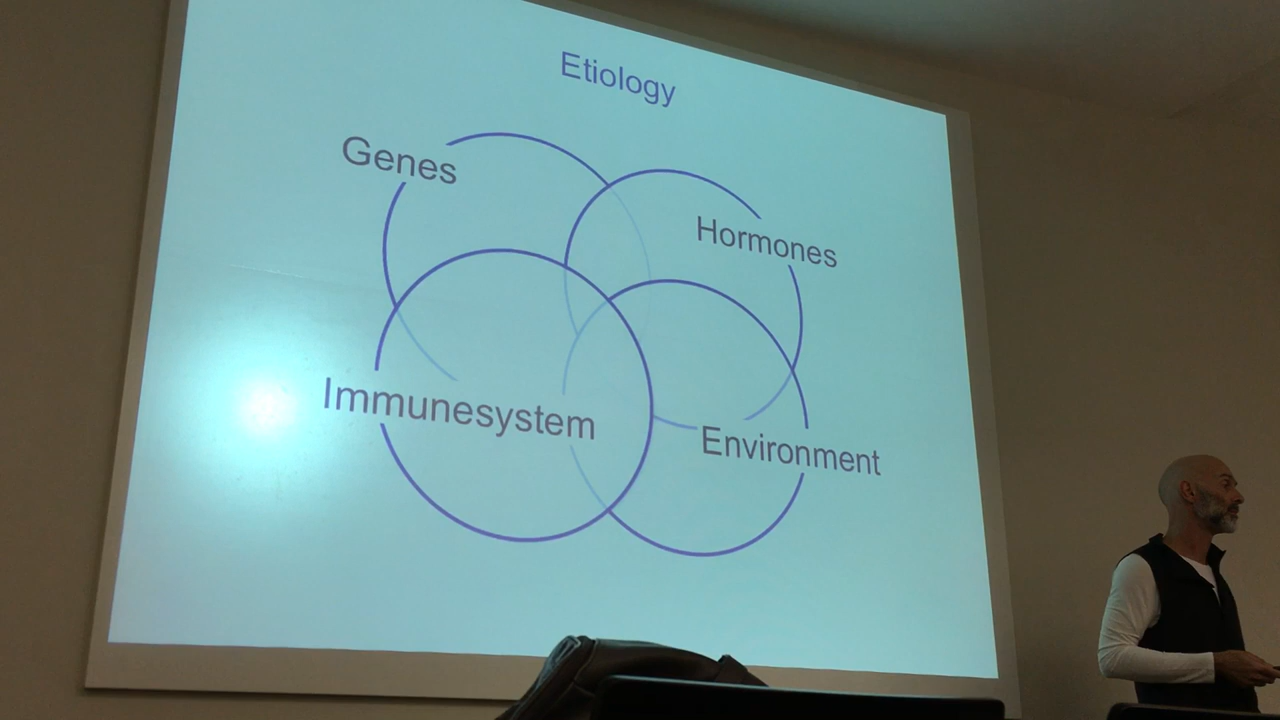 Etiology
Genes
Hormones
Immunesystem
Environment